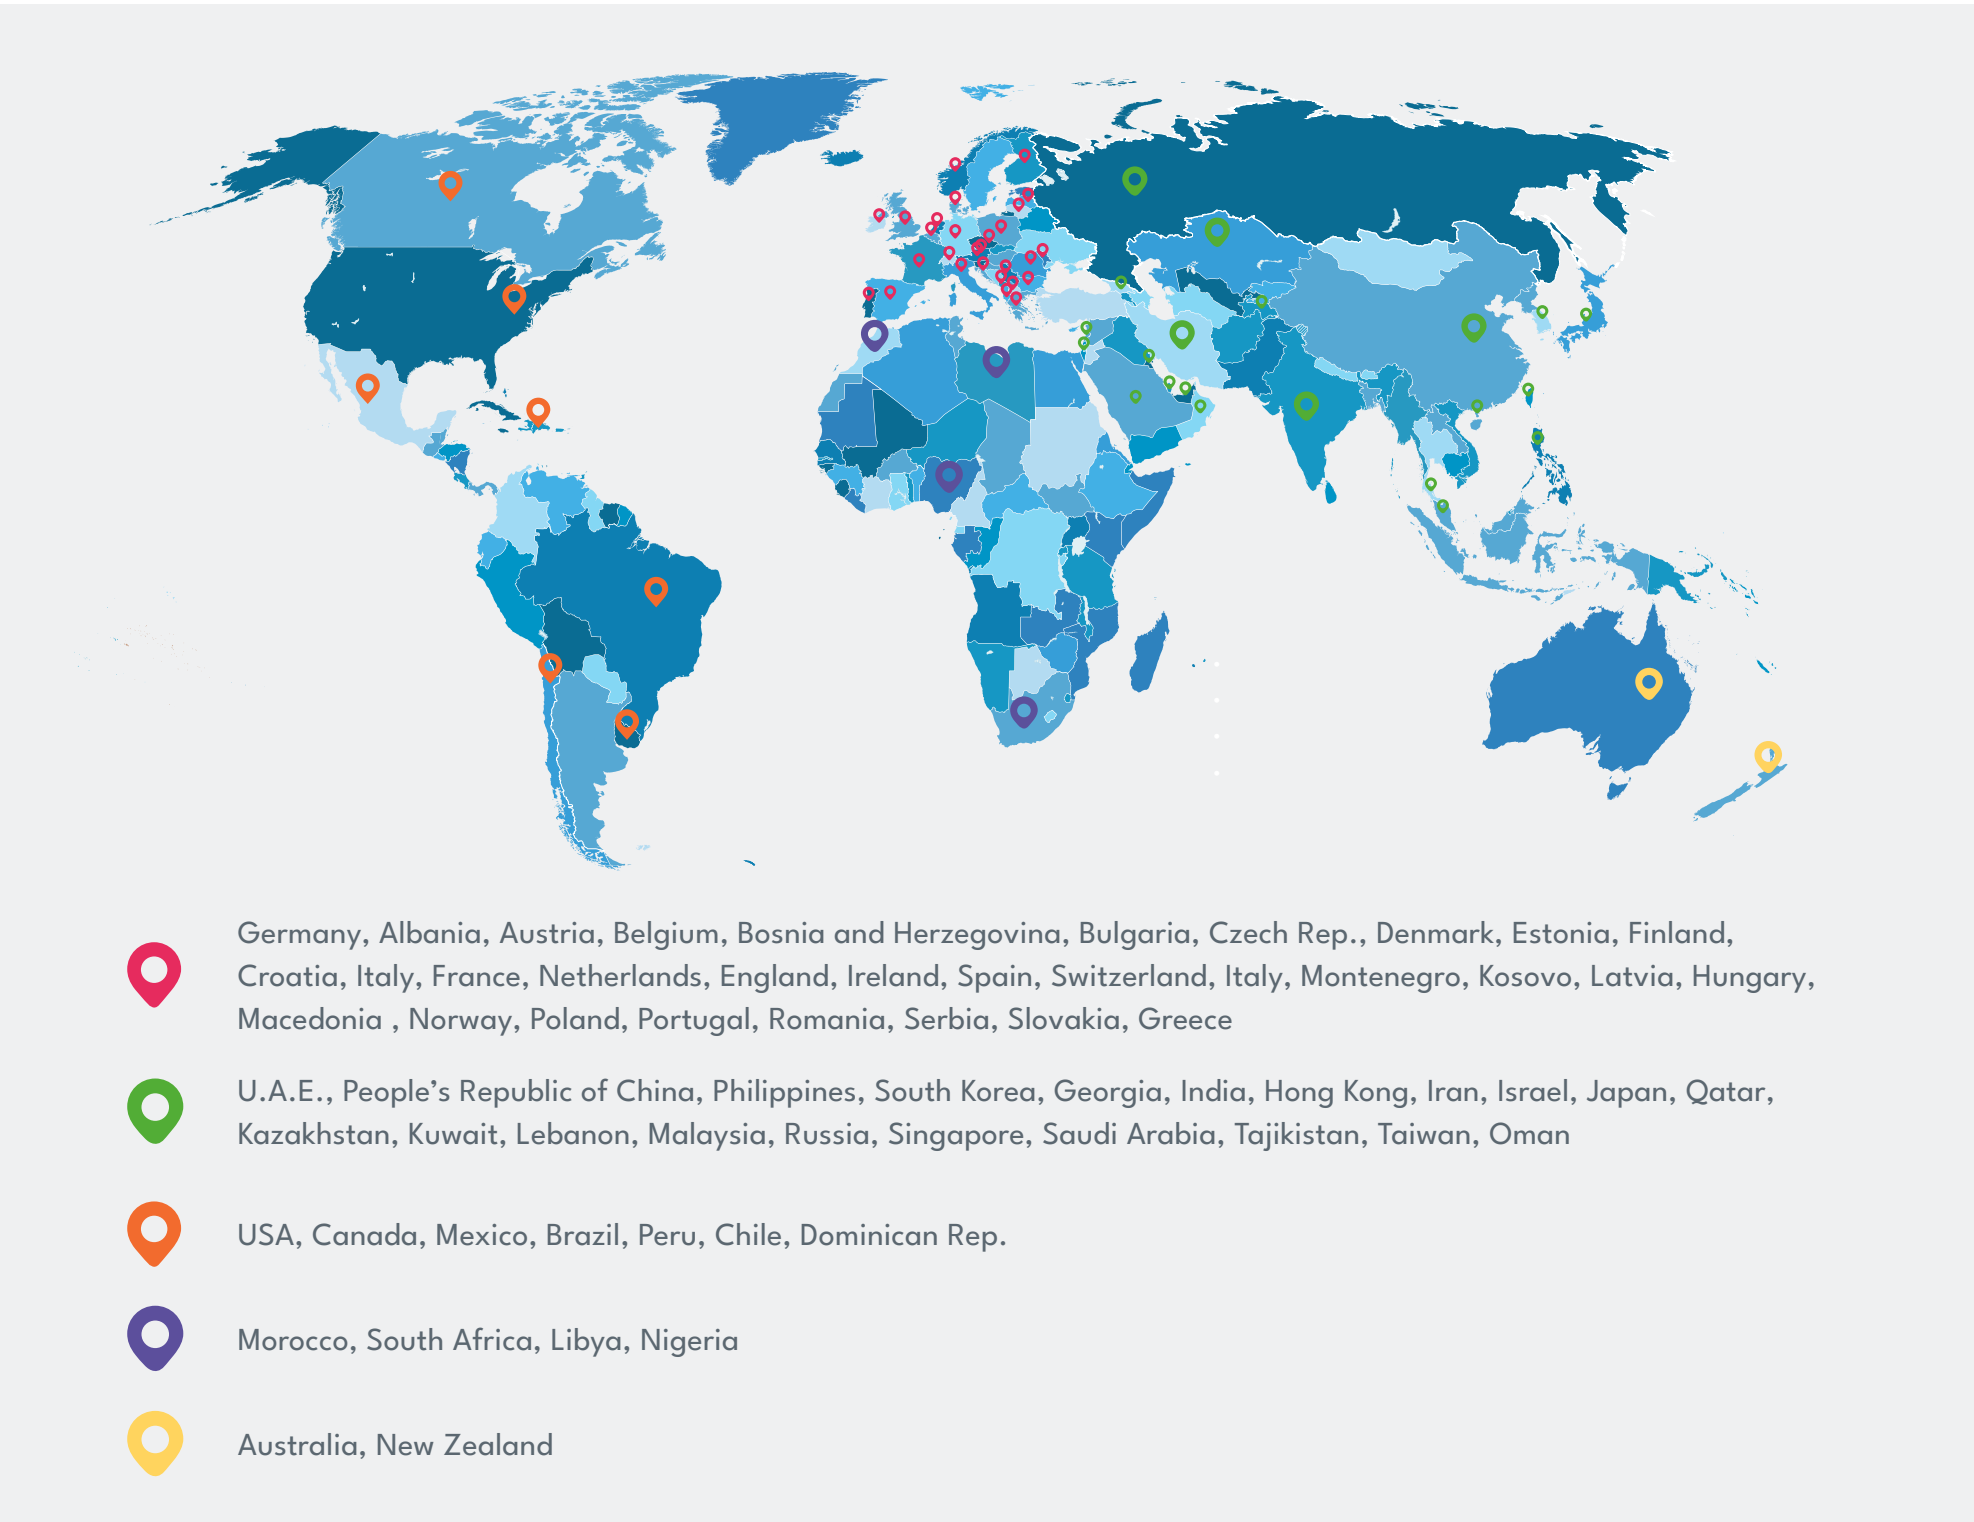 Germany, Albania, Austria, Belgium, Bosnia and Herzegovina, Bulgaria, Czech Rep., Denmark, Estonia, Finland,
Croatia, Italy, France, Netherlands, England, Ireland, Spain, Switzerland, Italy, Montenegro, Kosovo, Latvia, Hungary,
Macedonia , Norway, Poland, Portugal, Romania, Serbia, Slovakia, Greece
U.A.E., People’s Republic of China, Philippines, South Korea, Georgia, India, Hong Kong, Iran, Israel, Japan, Qatar,
Kazakhstan, Kuwait, Lebanon, Malaysia, Russia, Singapore, Saudi Arabia, Tajikistan, Taiwan, Oman
USA, Canada, Mexico, Brazil, Peru, Chile, Dominican Rep.
Morocco, South Africa, Libya, Nigeria
Australia, New Zealand